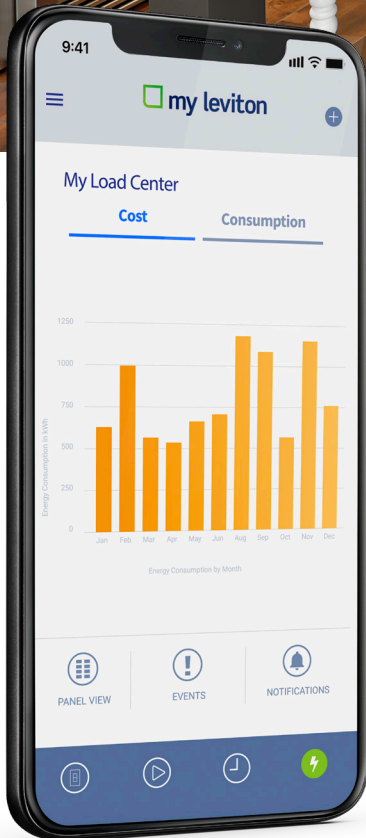 9:41
my leviton
My Load Center
Cost Consumption
1250
1000
750
500
250
0
Energy Consumption in kWh
Jan Feb Mar Apr May Jun Aug Sep Oct Nov Dec
Energy Consumption by Month
PANEL VIEW EVENTS NOTIFICATIONS